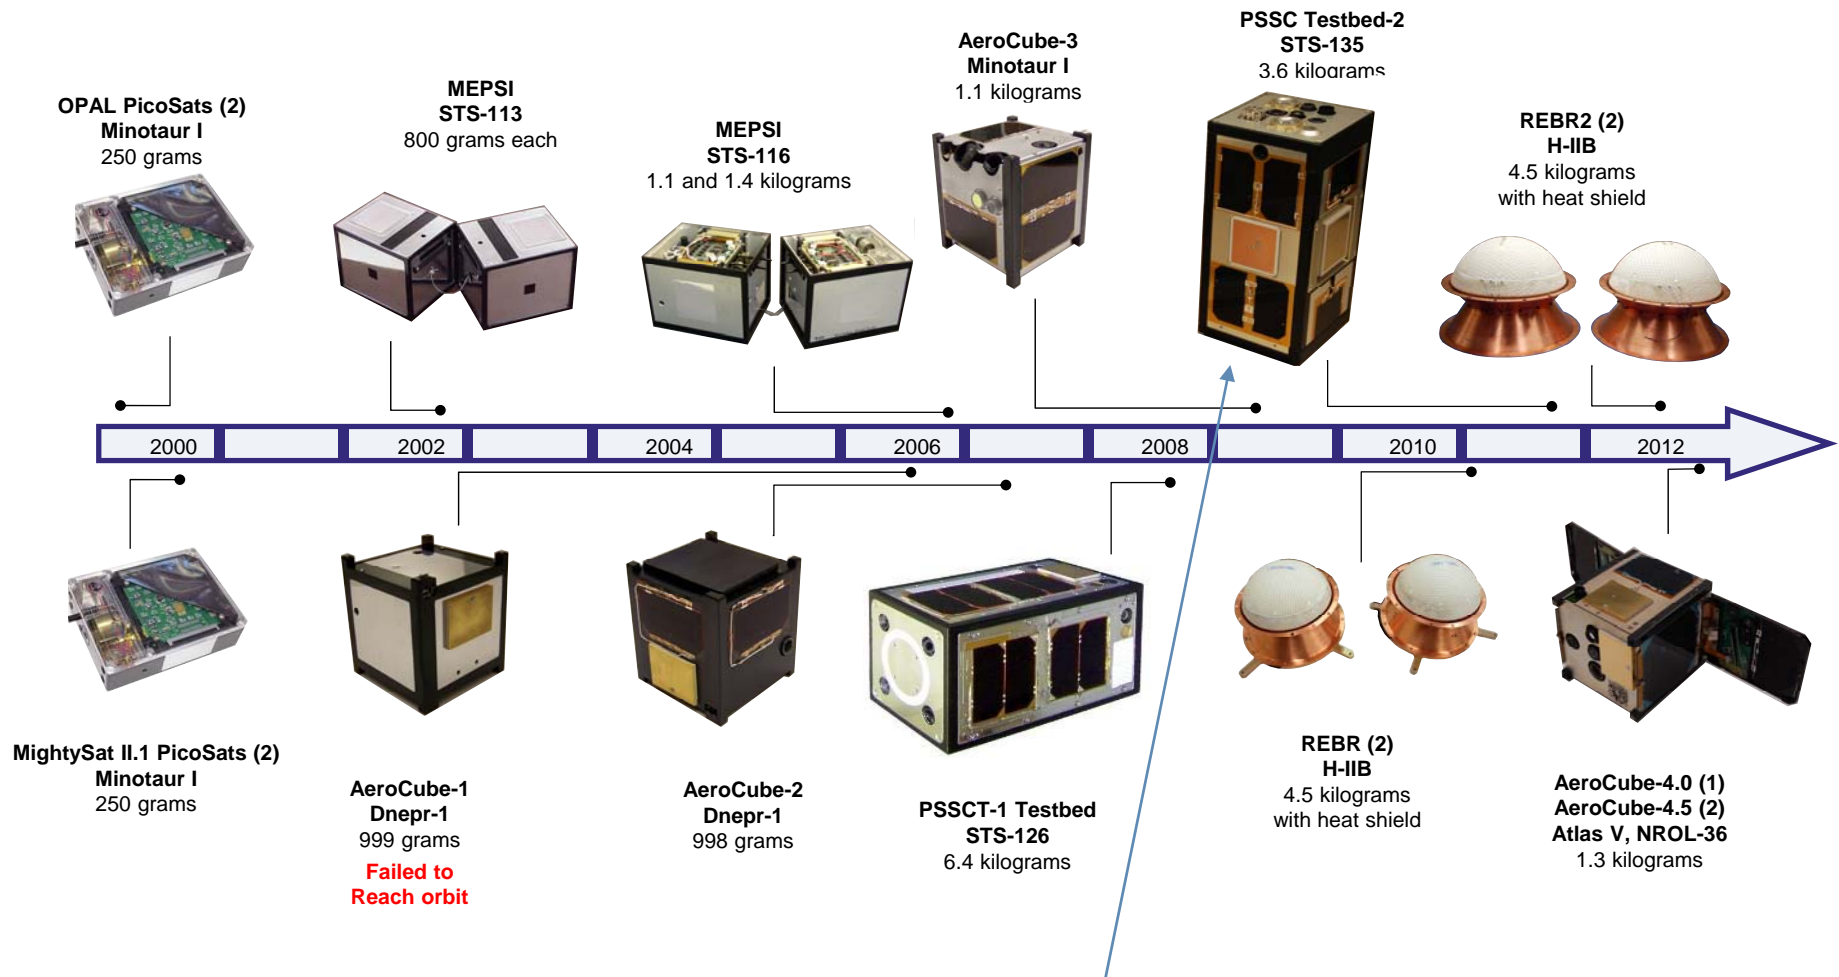 OPAL PicoSats (2)
Minotaur I
250 grams
MEPSI
STS-113
800 grams each
MEPSI
STS-116
1.1 and 1.4 kilograms
AeroCube-3
Minotaur I
1.1 kilograms
PSSC Testbed-2
STS-135
3.6 kilograms
REBR2 (2)
H-IIB
4.5 kilograms
with heat shield
2000
2002
2004
2006
2008
2010
2012
MightySat II.1 PicoSats (2)
Minotaur I
250 grams
AeroCube-1
Dnepr-1
999 grams
Failed to
Reach orbit
AeroCube-2
Dnepr-1
998 grams
PSSCT-1 Testbed
STS-126
6.4 kilograms
REBR (2)
H-IIB
4.5 kilograms
with heat shield
AeroCube-4.0 (1)
AeroCube-4.5 (2)
Atlas V, NROL-36
1.3 kilograms